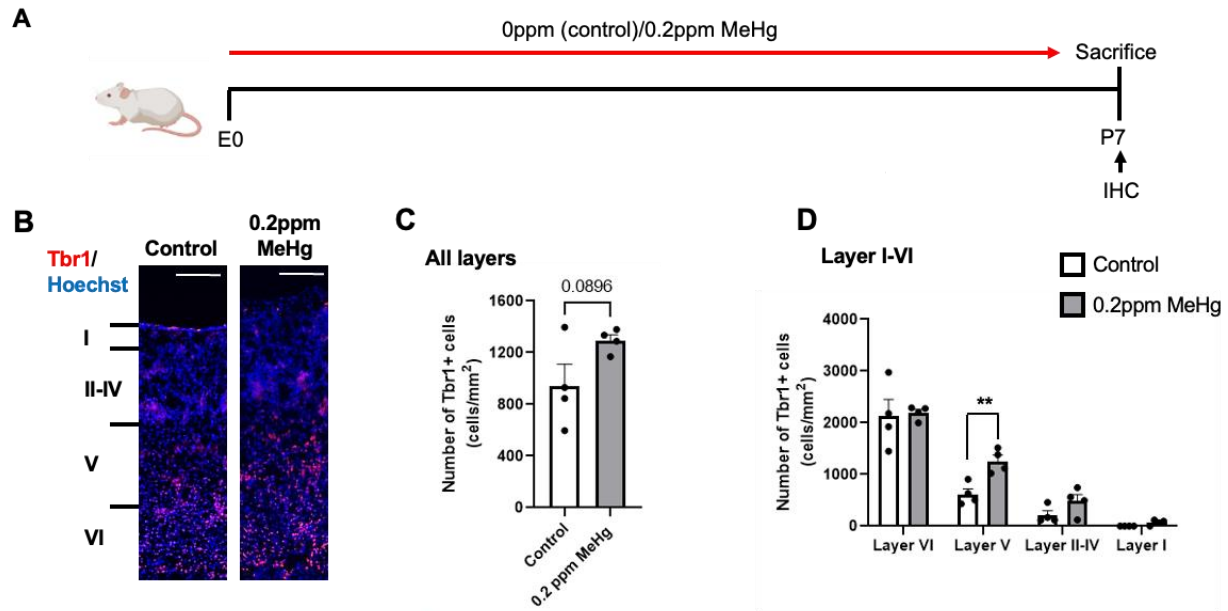 A
0ppm (control)/0.2ppm MeHg
Sacrifice
E0
P7
IHC
B
Tbr1/
Hoechst
Control
0.2ppm
MeHg
I
II-IV
V
VI
C
All layers
0.0896
Number of Tbr1+ cells
(cells/mm²)
1600
1200
800
400
0
Control
0.2 ppm MeHg
D
Layer I-VI
Control
0.2ppm MeHg
Number of Tbr1+ cells
(cells/mm²)
4000
3000
2000
1000
0
**
Layer VI
Layer V
Layer II-IV
Layer I